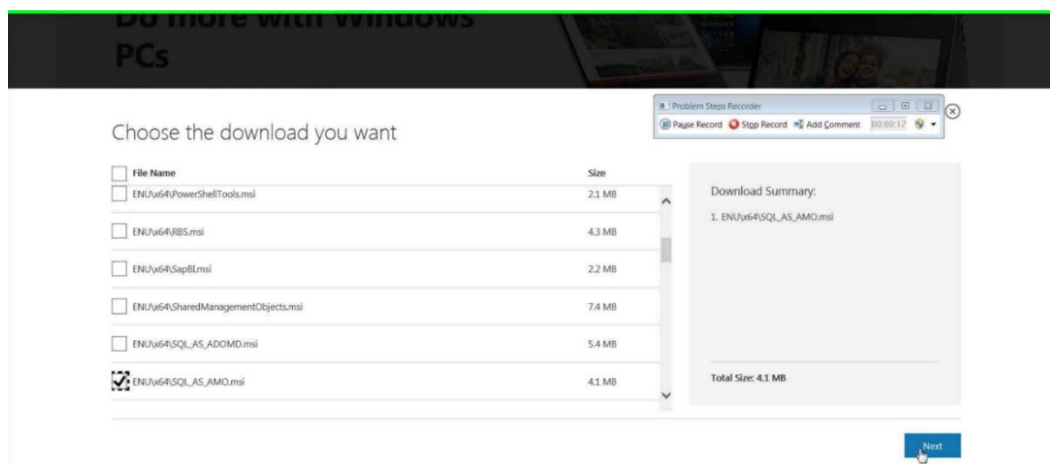 Do more with Windows
PCs
Problem Steps Recorder
Pause Record Stop Record Add Comment 00:00:12
Choose the download you want
File Name Size
ENU\x64\PowerShellTools.msi 2.1 MB
ENU\x64\RBS.msi 4.3 MB
ENU\x64\SapBI.msi 2.2 MB
ENU\x64\SharedManagementObjects.msi 7.4 MB
ENU\x64\SQL_AS_ADOMD.msi 5.4 MB
ENU\x64\SQL_AS_AMO.msi 4.1 MB
Download Summary:
1. ENU\x64\SQL_AS_AMO.msi
Total Size: 4.1 MB
Next